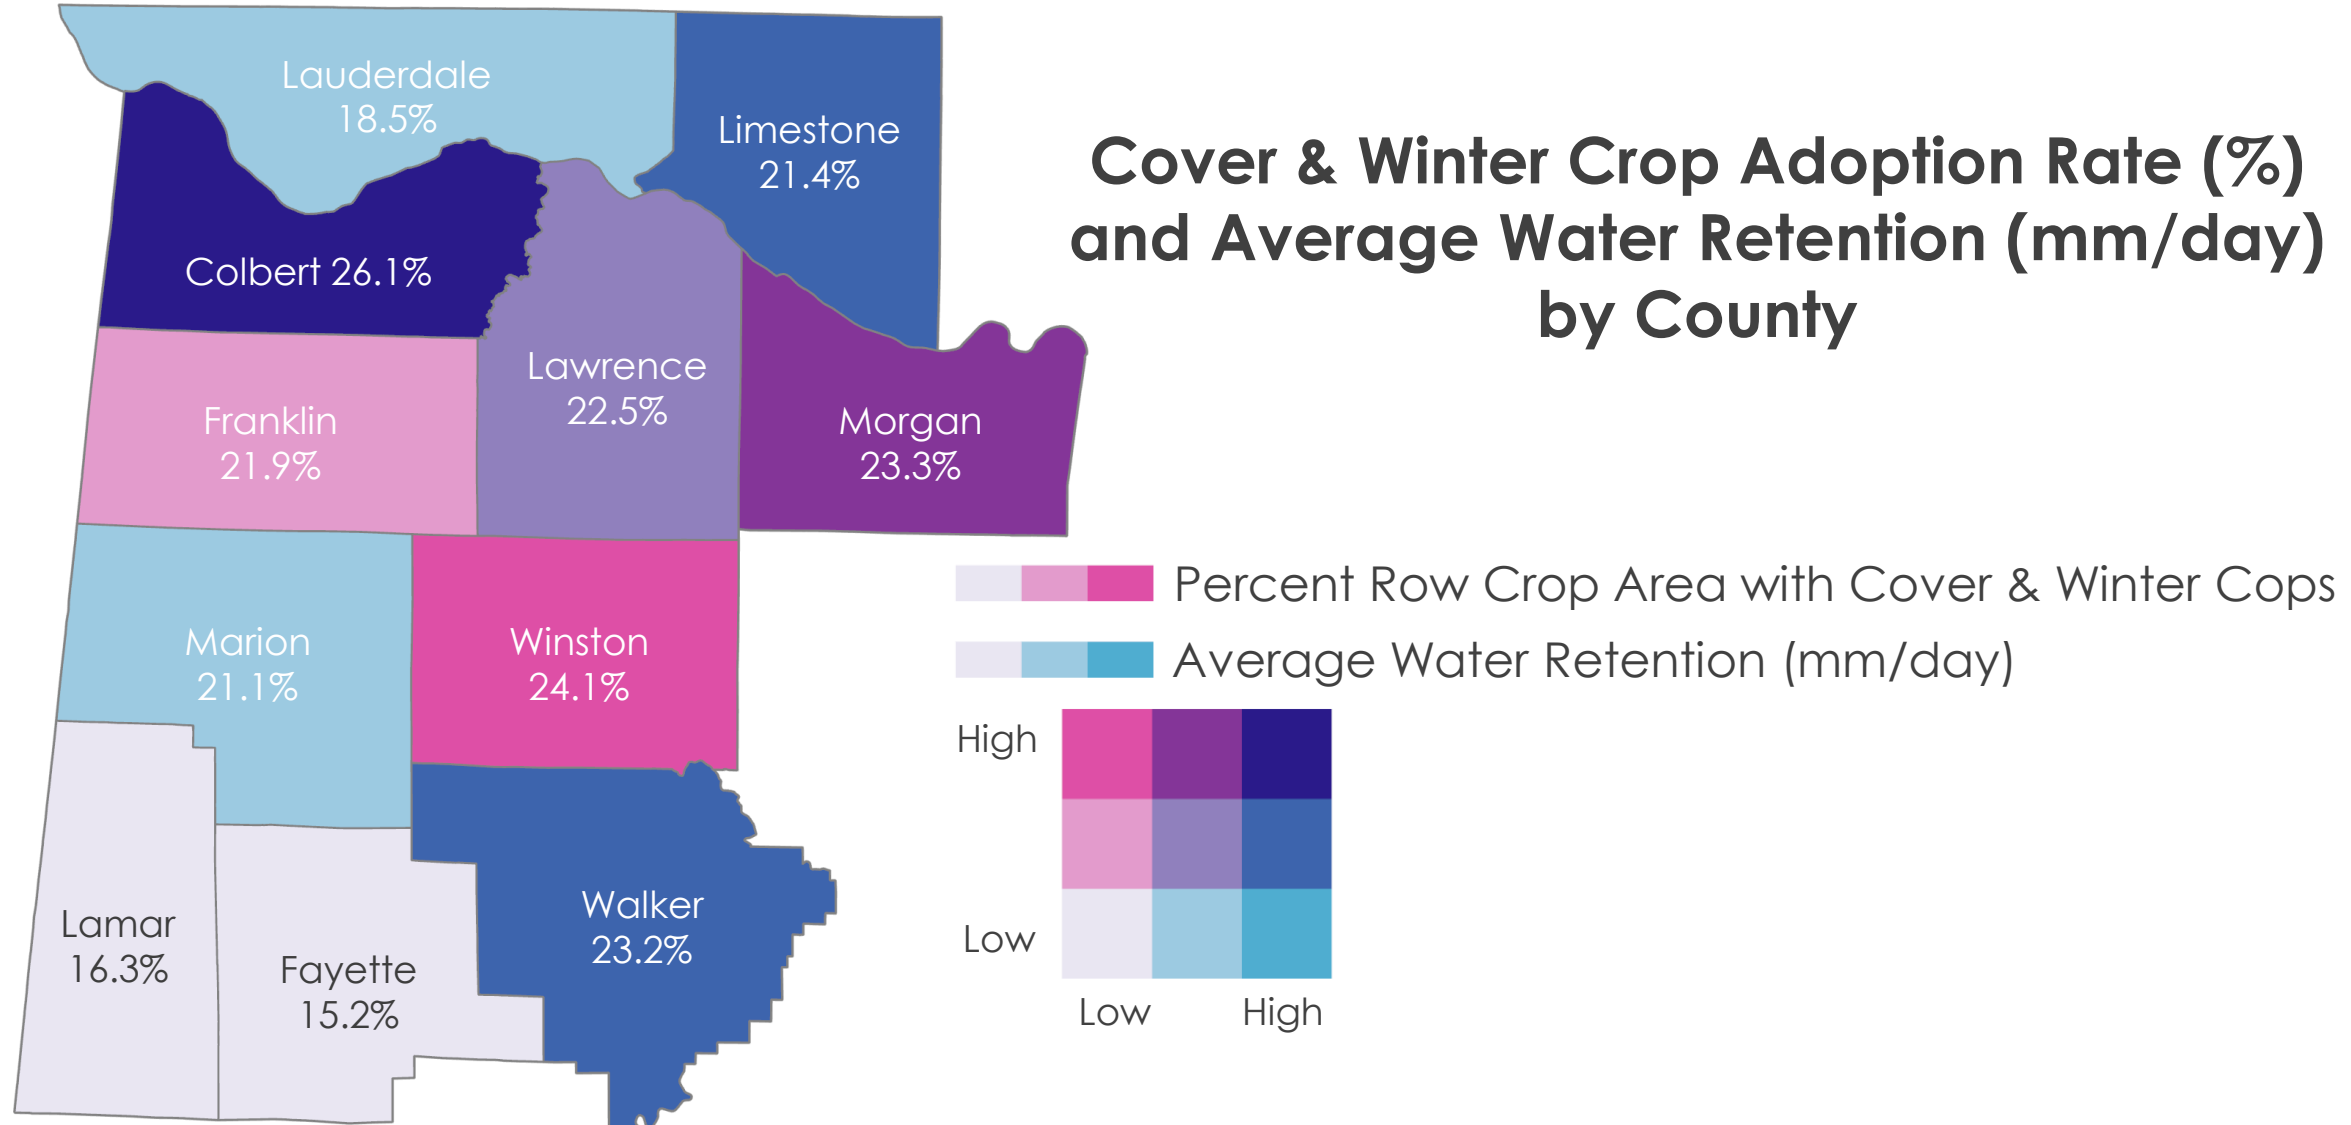 Cover & Winter Crop Adoption Rate (%)
and Average Water Retention (mm/day)
by County
Lauderdale
18.5%
Limestone
21.4%
Colbert 26.1%
Lawrence
22.5%
Franklin
21.9%
Morgan
23.3%
Marion
21.1%
Winston
24.1%
Lamar
16.3%
Fayette
15.2%
Walker
23.2%
Percent Row Crop Area with Cover & Winter Cops
Average Water Retention (mm/day)
High
Low
Low
High